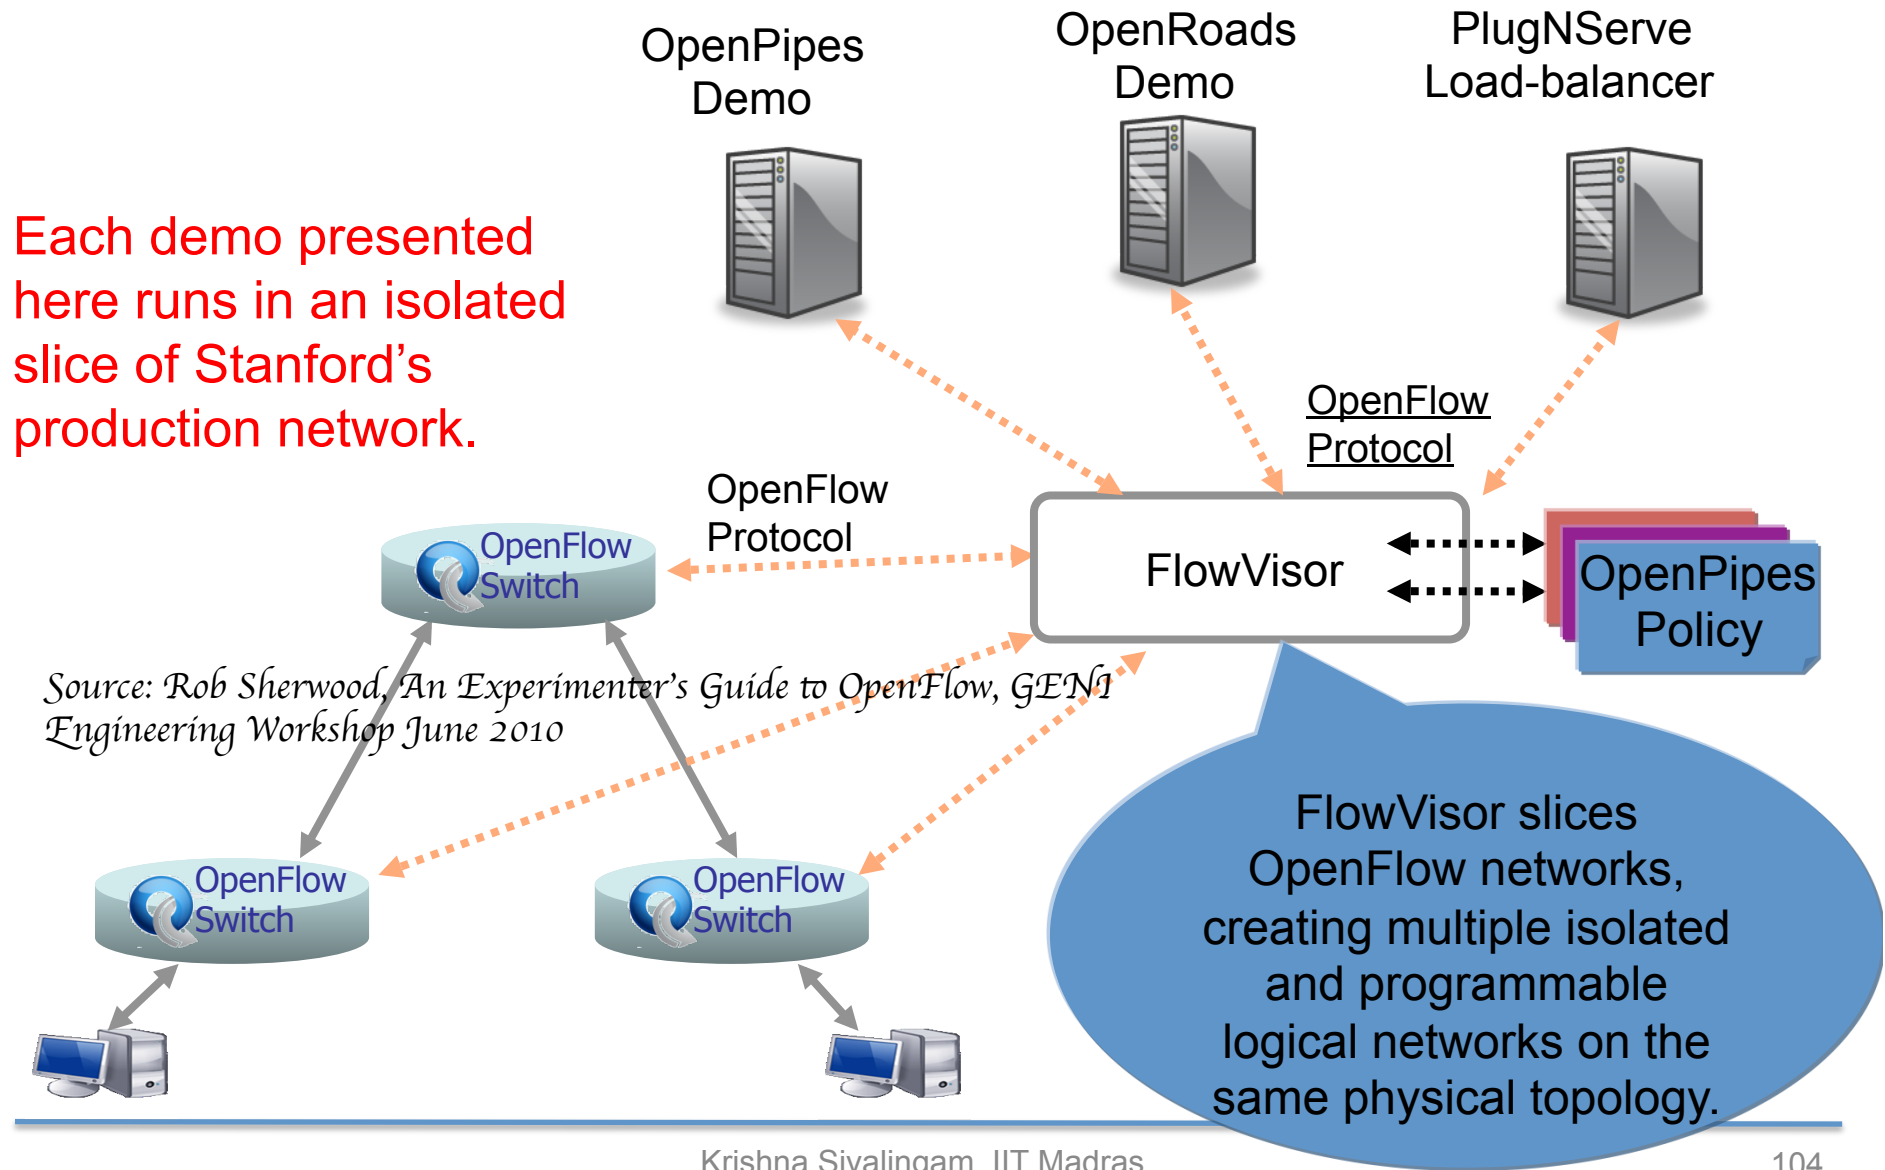 OpenPipes
Demo
OpenRoads
Demo
PlugNServe
Load-balancer
Each demo presented
here runs in an isolated
slice of Stanford’s
production network.
OpenFlow
Protocol
OpenFlow
Protocol
OpenFlow
Switch
FlowVisor
OpenPipes
Policy
Source: Rob Sherwood, An Experimenter's Guide to OpenFlow, GENI
Engineering Workshop June 2010
OpenFlow
Switch
OpenFlow
Switch
FlowVisor slices
OpenFlow networks,
creating multiple isolated
and programmable
logical networks on the
same physical topology.
Krishna Sivalingam, IIT Madras
104